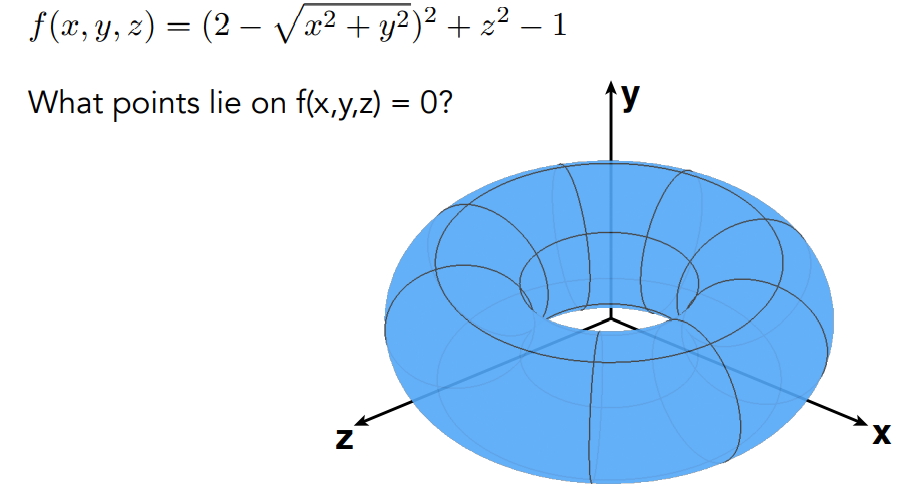 f(x, y, z) = (2 − √(x² + y²))² + z² − 1
What points lie on f(x,y,z) = 0?
y
z
x